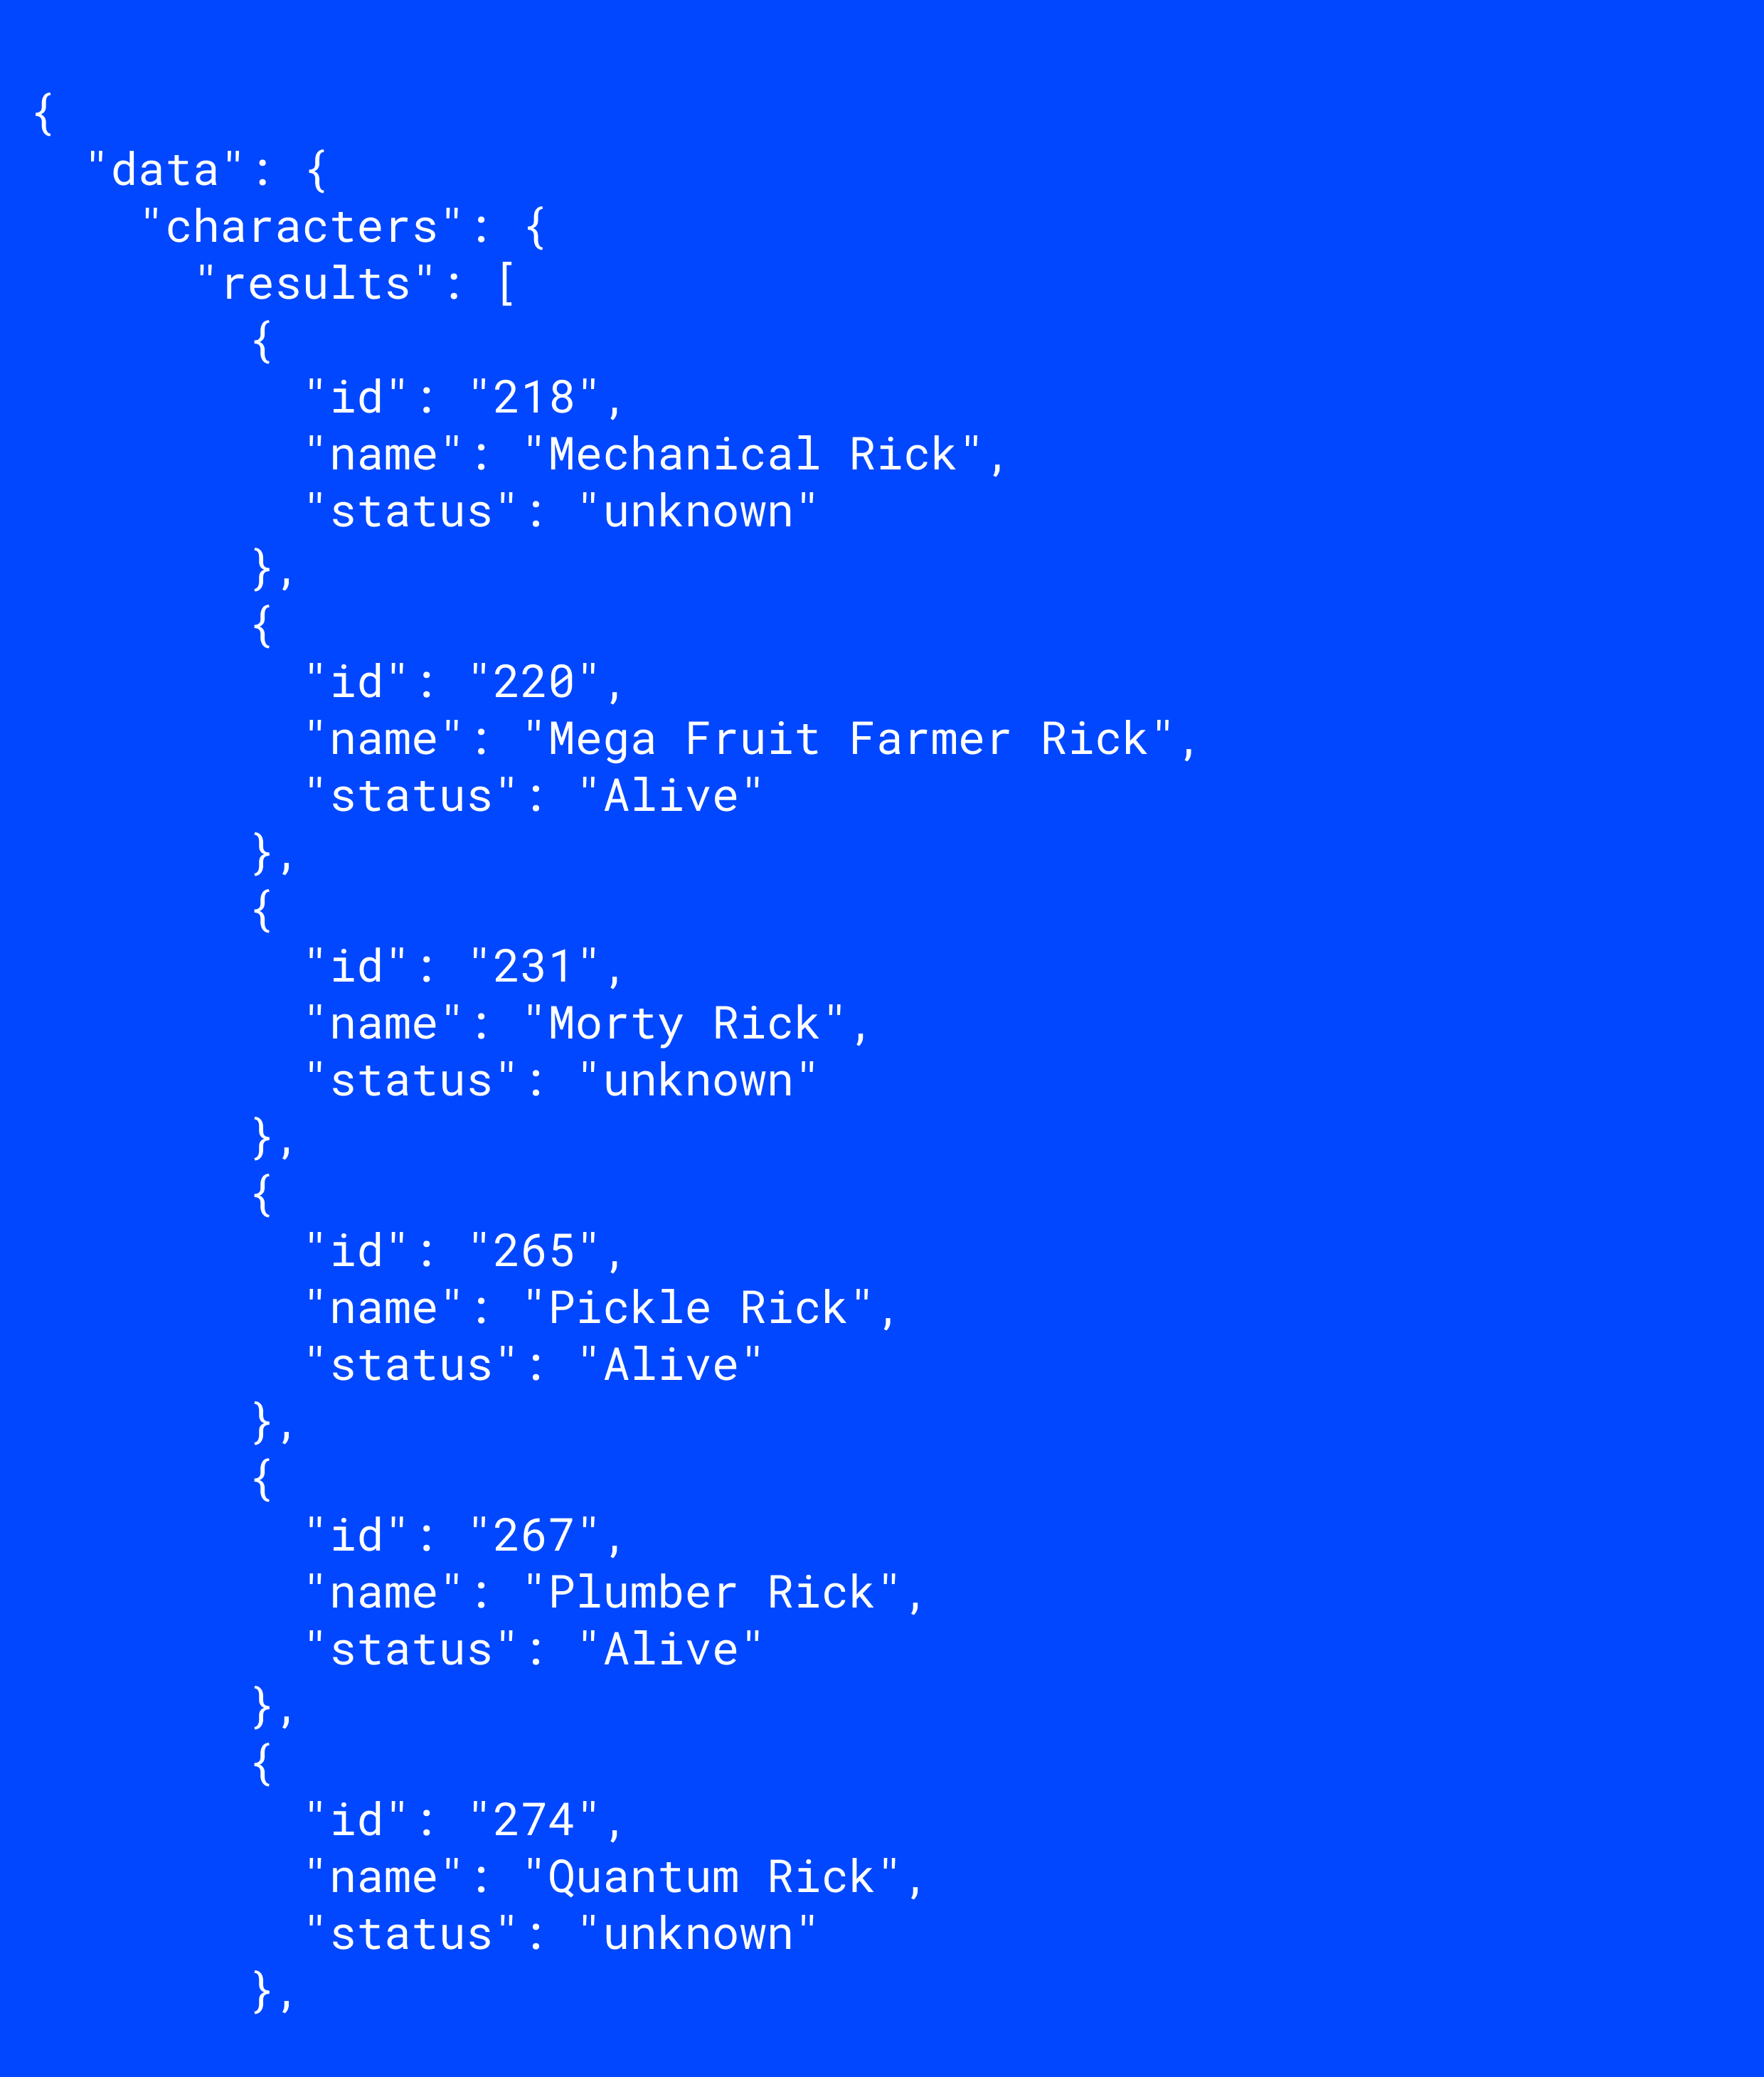 {
  "data": {
    "characters": {
      "results": [
        {
          "id": "218",
          "name": "Mechanical Rick",
          "status": "unknown"
        },
        {
          "id": "220",
          "name": "Mega Fruit Farmer Rick",
          "status": "Alive"
        },
        {
          "id": "231",
          "name": "Morty Rick",
          "status": "unknown"
        },
        {
          "id": "265",
          "name": "Pickle Rick",
          "status": "Alive"
        },
        {
          "id": "267",
          "name": "Plumber Rick",
          "status": "Alive"
        },
        {
          "id": "274",
          "name": "Quantum Rick",
          "status": "unknown"
        },